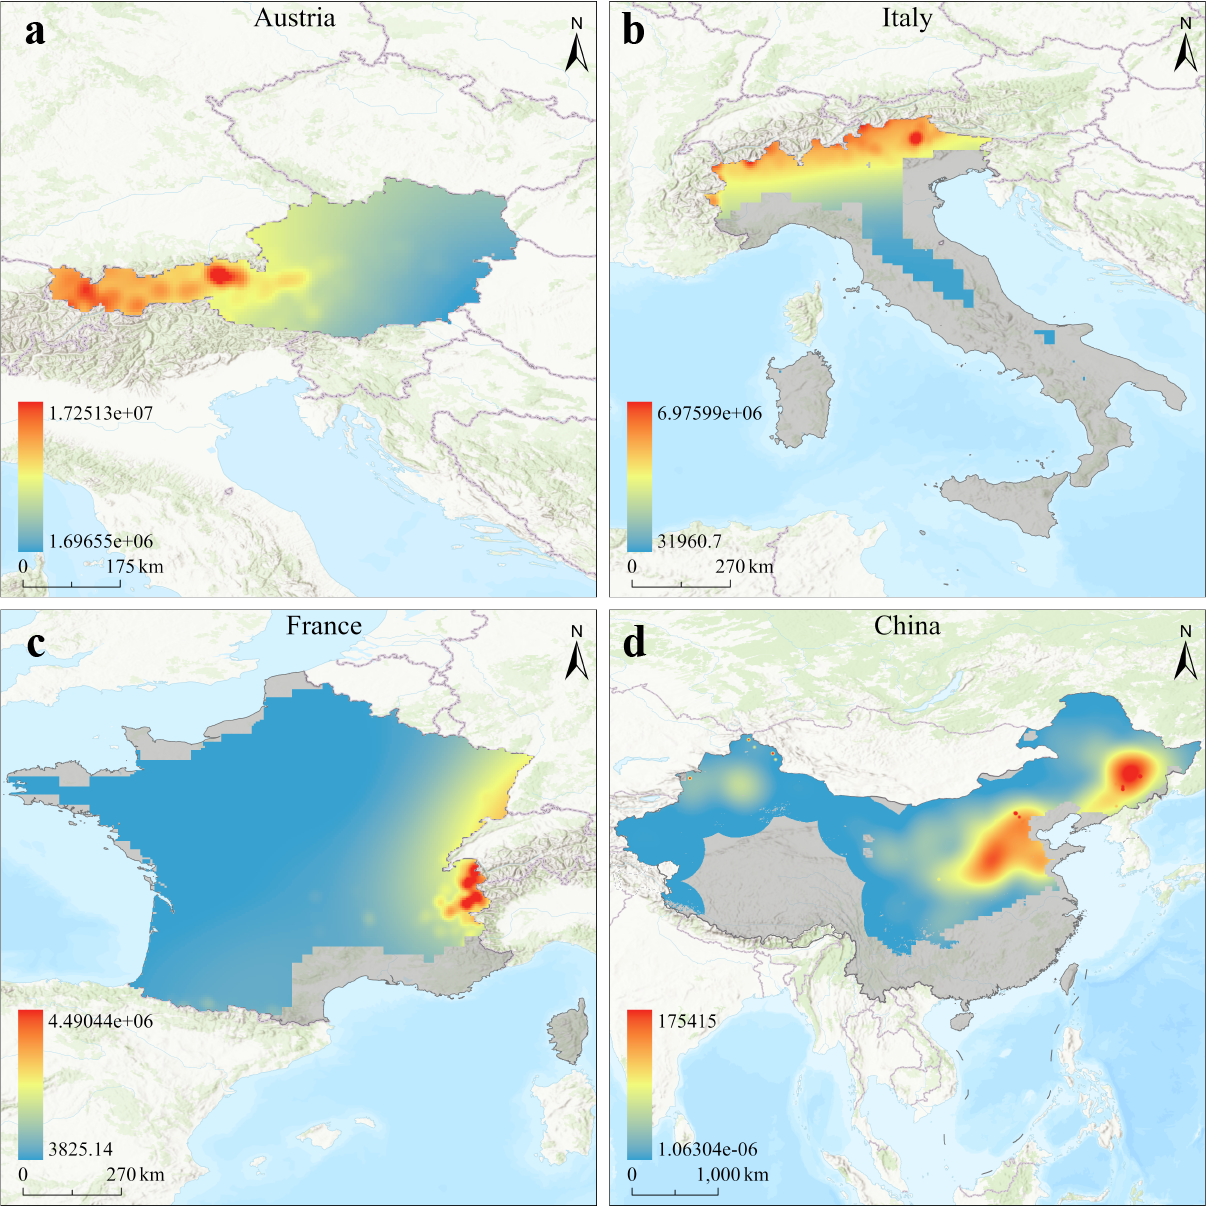 a
Austria
N
1.72513e+07
1.69655e+06
0 175 km
b
Italy
N
6.97599e+06
31960.7
0 270 km
c
France
N
4.49044e+06
3825.14
0 270 km
d
China
N
175415
1.06304e-06
0 1,000 km